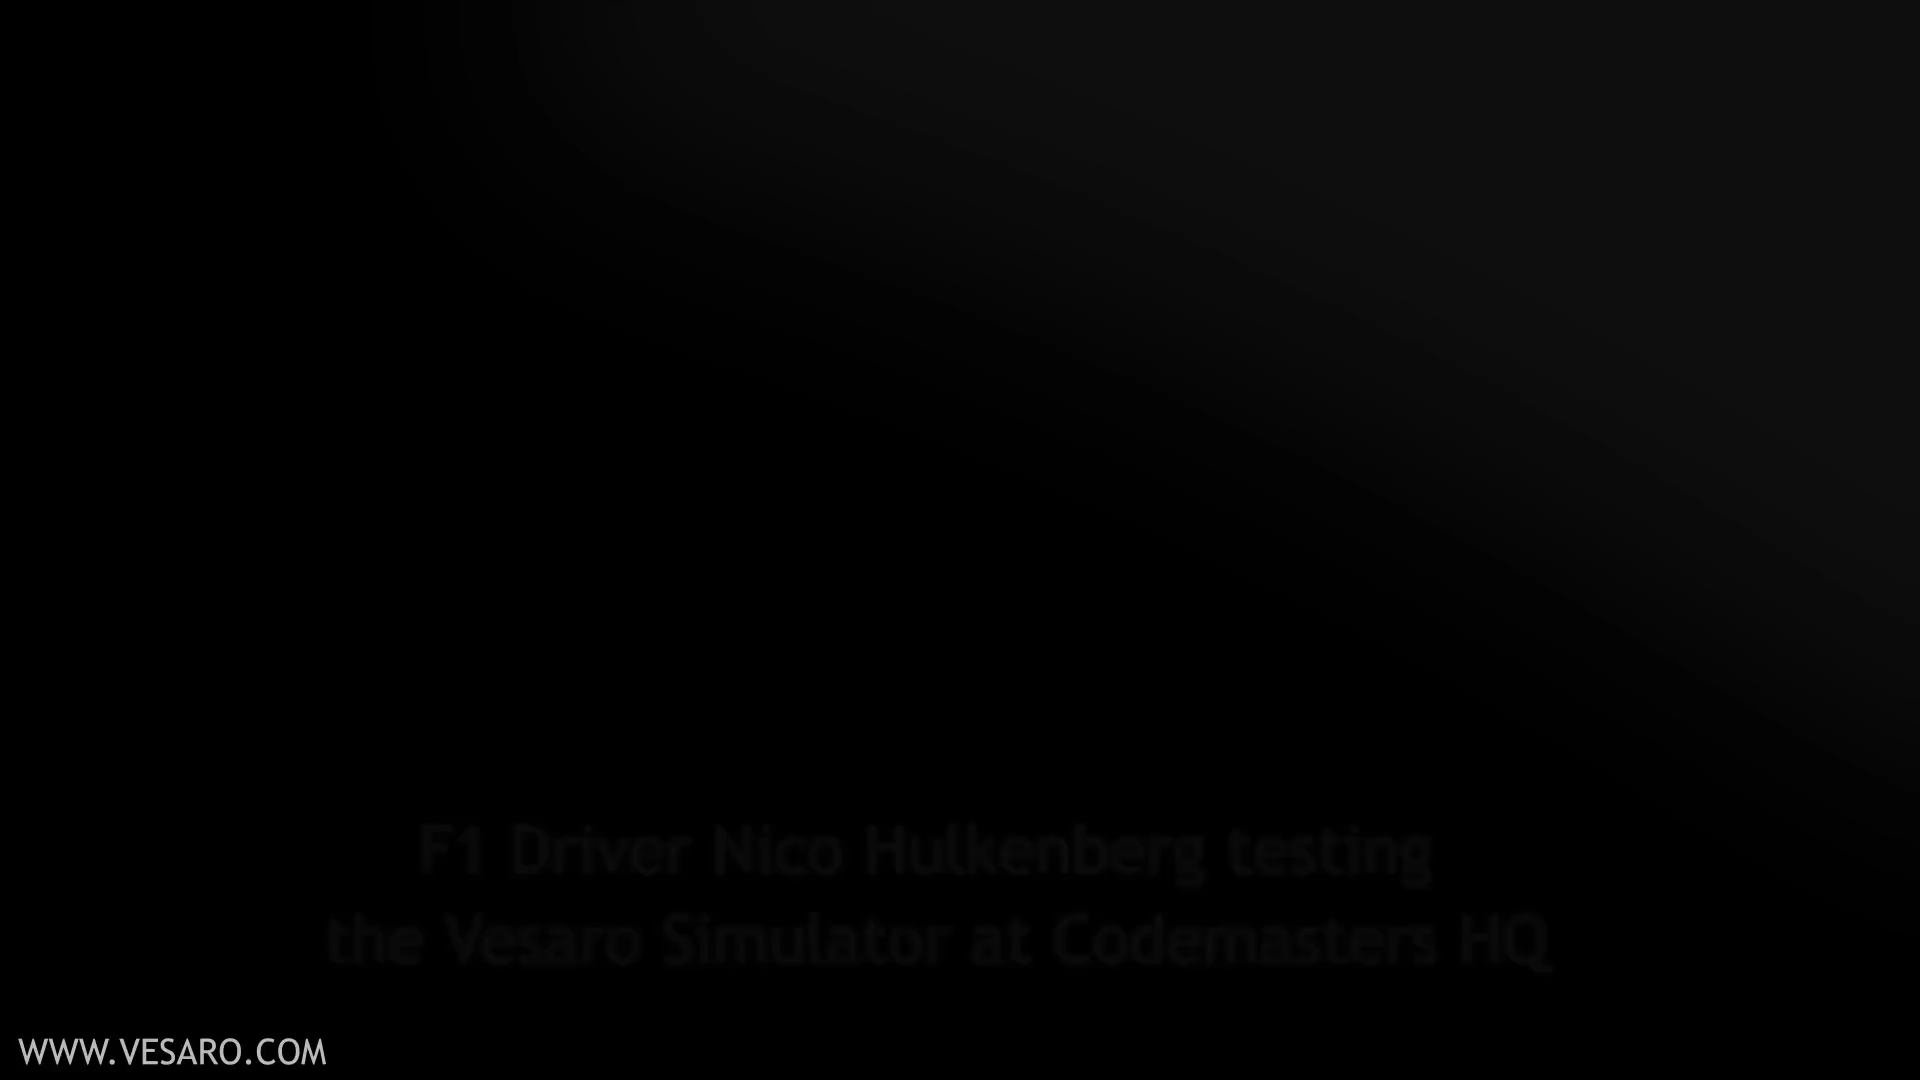 F1 Driver Nico Hulkenberg testing
the Vesaro Simulator at Codemasters HQ
WWW.VESARO.COM